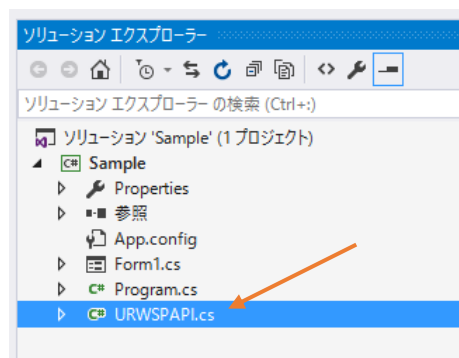 ソリューション エクスプローラー
ソリューション エクスプローラー の検索 (Ctrl+:)
ソリューション 'Sample' (1 プロジェクト)
C# Sample
Properties
参照
App.config
Form1.cs
C# Program.cs
C# URWSPAPI.cs